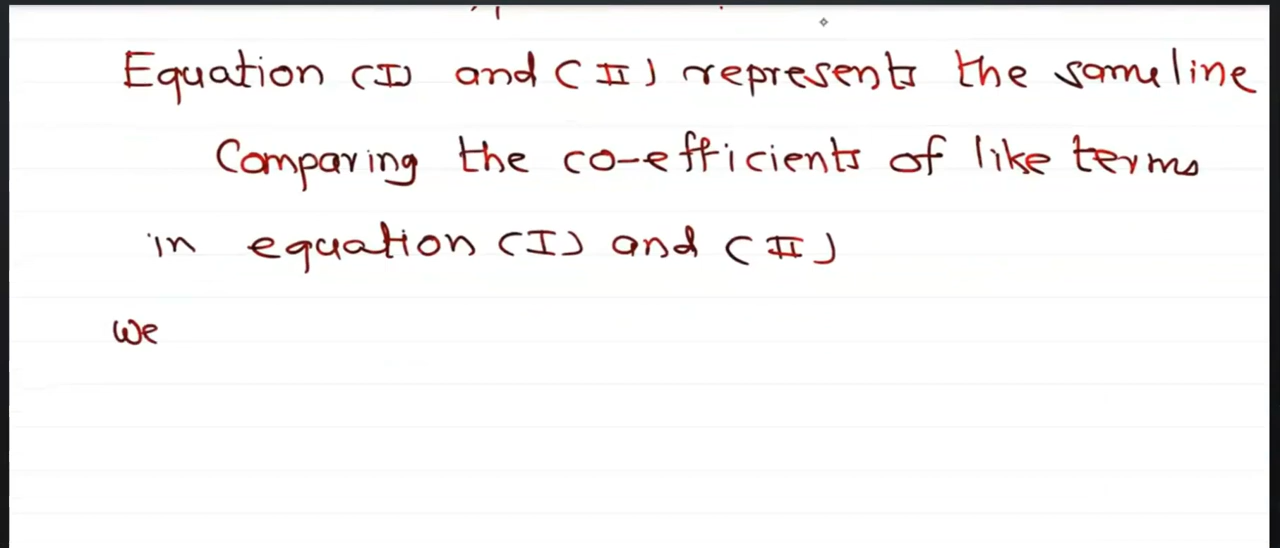 Equation (I) and (II) represents the same line
Comparing the co-efficients of like terms
in equation (I) and (II)
we